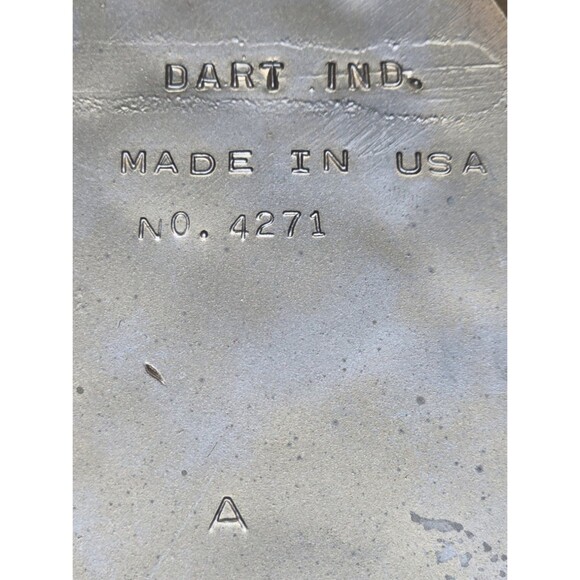 DART IND.
MADE IN USA
NO. 4271
A